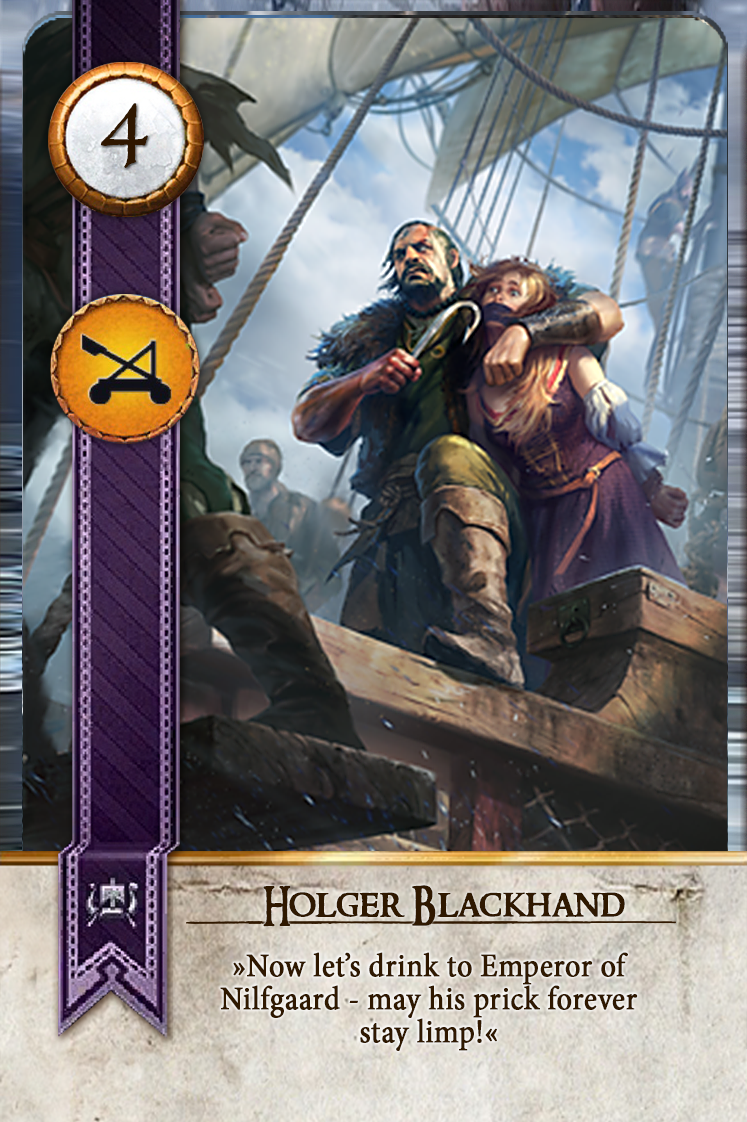 4
Holger Blackhand
»Now let's drink to Emperor of
Nilfgaard - may his prick forever
stay limp!«